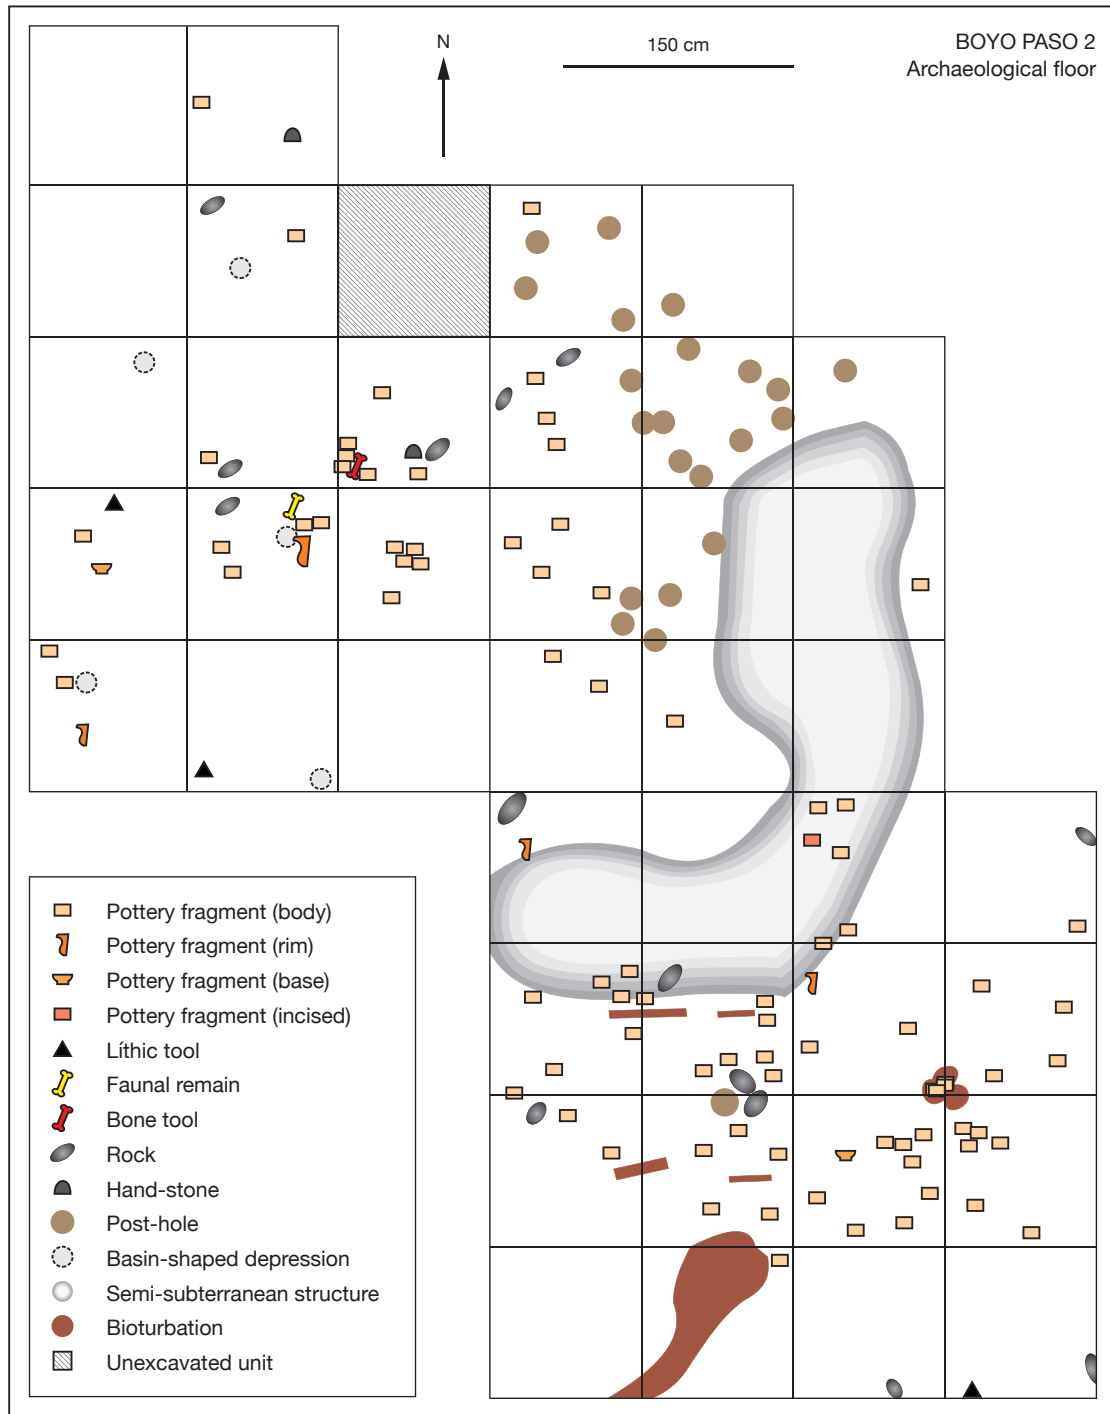 BOYO PASO 2
Archaeological floor
N
150 cm
Pottery fragment (body)
Pottery fragment (rim)
Pottery fragment (base)
Pottery fragment (incised)
Líthic tool
Faunal remain
Bone tool
Rock
Hand-stone
Post-hole
Basin-shaped depression
Semi-subterranean structure
Bioturbation
Unexcavated unit